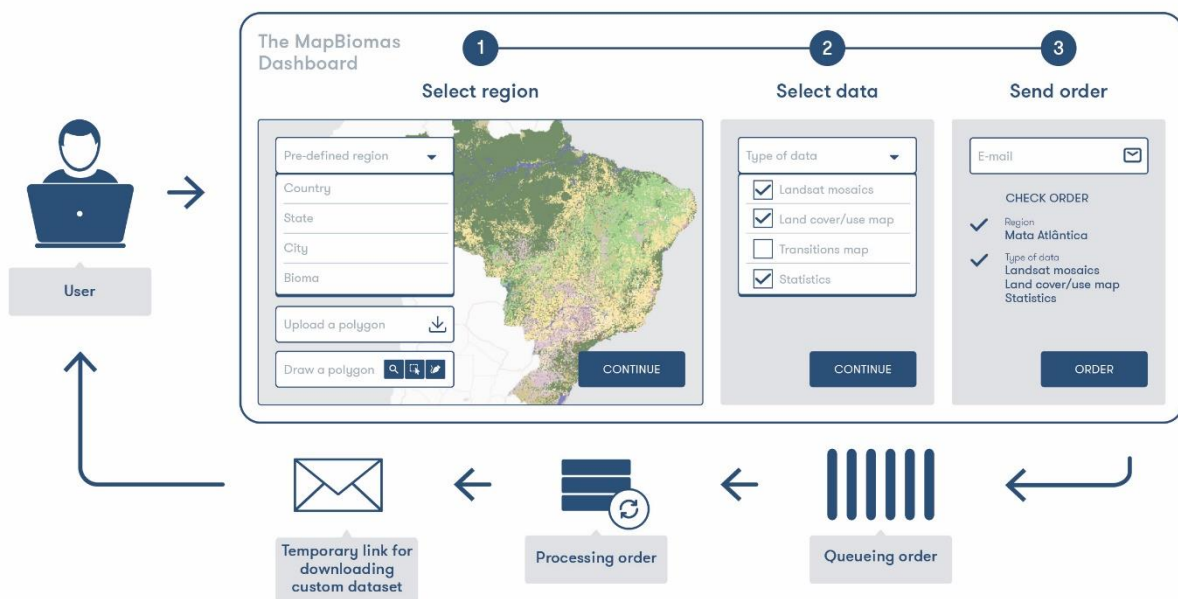 The MapBiomas
Dashboard
1
2
3
Select region
Select data
Send order
Pre-defined region
Country
State
City
Bioma
Upload a polygon
Draw a polygon
CONTINUE
Type of data
Landsat mosaics
Land cover/use map
Transitions map
Statistics
CONTINUE
E-mail
CHECK ORDER
Region
Mata Atlântica
Type of data
Landsat mosaics
Land cover/use map
Statistics
ORDER
User
Temporary link for
downloading
custom dataset
Processing order
Queueing order